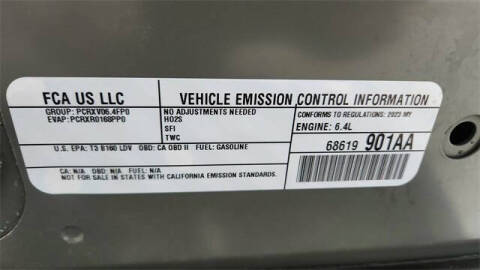 FCA US LLC
VEHICLE EMISSION CONTROL INFORMATION
GROUP: PCRXV06.4FP0
EVAP: PCRXR0168PP0
NO ADJUSTMENTS NEEDED
HO2S
SFI
TWC
CONFORMS TO REGULATIONS: 2023 MY
ENGINE: 6.4L
68619 901AA
U.S. EPA: T3 B160 LDV OBD: CA OBD II FUEL: GASOLINE
CA: N/A OBD: N/A FUEL: N/A
NOT FOR SALE IN STATES WITH CALIFORNIA EMISSION STANDARDS.